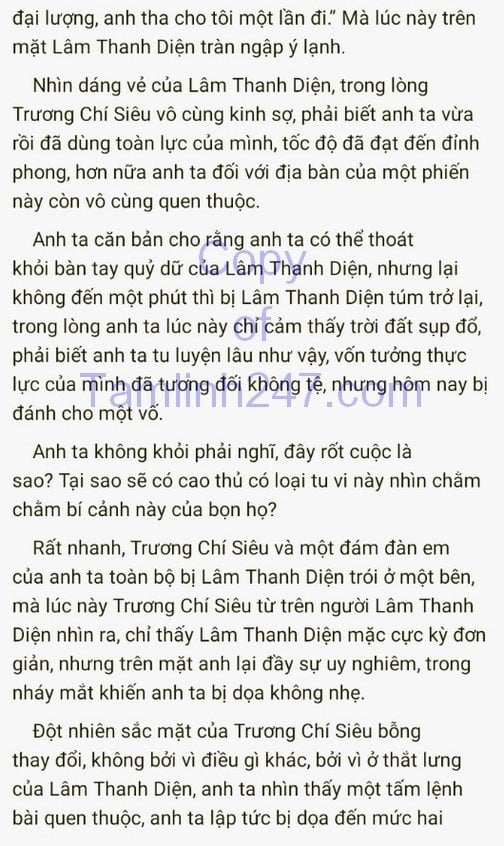 đại lượng, anh tha cho tôi một lần đi." Mà lúc này trên
mặt Lâm Thanh Diện tràn ngập ý lạnh.
Nhìn dáng vẻ của Lâm Thanh Diện, trong lòng
Trương Chí Siêu vô cùng kinh sợ, phải biết anh ta vừa
rồi đã dùng toàn lực của mình, tốc độ đã đạt đến đỉnh
phong, hơn nữa anh ta đối với địa bàn của một phiến
này còn vô cùng quen thuộc.
Anh ta căn bản cho rằng anh ta có thể thoát
khỏi bàn tay quỷ dữ của Lâm Thanh Diện, nhưng lại
không đến một phút thì bị Lâm Thanh Diện túm trở lại,
trong lòng anh ta lúc này chỉ cảm thấy trời đất sụp đổ,
phải biết anh ta tu luyện lâu như vậy, vốn tưởng thực
lực của mình đã tương đối không tệ, nhưng hôm nay bị
đánh cho một vố.
Anh ta không khỏi phải nghĩ, đây rốt cuộc là
sao? Tại sao sẽ có cao thủ có loại tu vi này nhìn chằm
chằm bí cảnh này của bọn họ?
Rất nhanh, Trương Chí Siêu và một đám đàn em
của anh ta toàn bộ bị Lâm Thanh Diện trói ở một bên,
mà lúc này Trương Chí Siêu từ trên người Lâm Thanh
Diện nhìn ra, chỉ thấy Lâm Thanh Diện mặc cực kỳ đơn
giản, nhưng trên mặt anh lại đầy sự uy nghiêm, trong
nháy mắt khiến anh ta bị dọa không nhẹ.
Đột nhiên sắc mặt của Trương Chí Siêu bỗng
thay đổi, không bởi vì điều gì khác, bởi vì ở thắt lưng
của Lâm Thanh Diện, anh ta nhìn thấy một tấm lệnh
bài quen thuộc, anh ta lập tức bị dọa đến mức hai
Copy
of
Tamlinh247.com